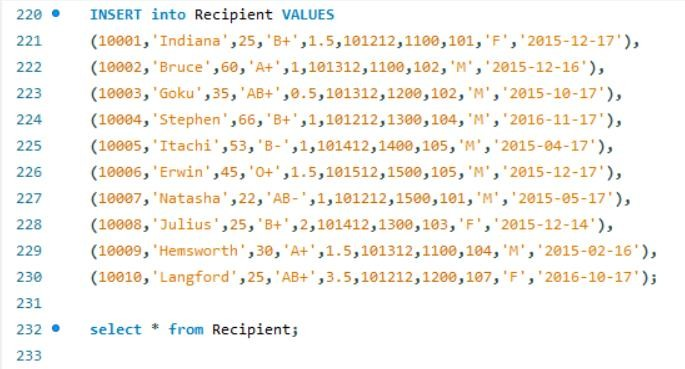 220 INSERT into Recipient VALUES
221 (10001,'Indiana',25,'B+',1.5,101212,1100,101,'F','2015-12-17'),
222 (10002,'Bruce',60,'A+',1,101312,1100,102,'M','2015-12-16'),
223 (10003,'Goku',35,'AB+',0.5,101312,1200,102,'M','2015-10-17'),
224 (10004,'Stephen',66,'B+',1,101212,1300,104,'M','2016-11-17'),
225 (10005,'Itachi',53,'B-',1,101412,1400,105,'M','2015-04-17'),
226 (10006,'Erwin',45,'O+',1.5,101512,1500,105,'M','2015-12-17'),
227 (10007,'Natasha',22,'AB-',1,101212,1500,101,'M','2015-05-17'),
228 (10008,'Julius',25,'B+',2,101412,1300,103,'F','2015-12-14'),
229 (10009,'Hemsworth',30,'A+',1.5,101312,1100,104,'M','2015-02-16'),
230 (10010,'Langford',25,'AB+',3.5,101212,1200,107,'F','2016-10-17');
231
232 select * from Recipient;
233